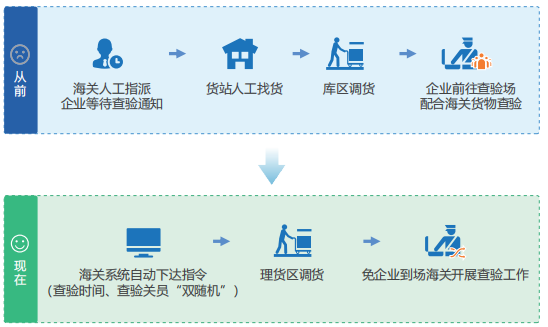 从前
海关人工指派
企业等待查验通知
货站人工找货
库区调货
企业前往查验场
配合海关货物查验
现在
海关系统自动下达指令
（查验时间、查验关员“双随机”）
理货区调货
免企业到场海关开展查验工作